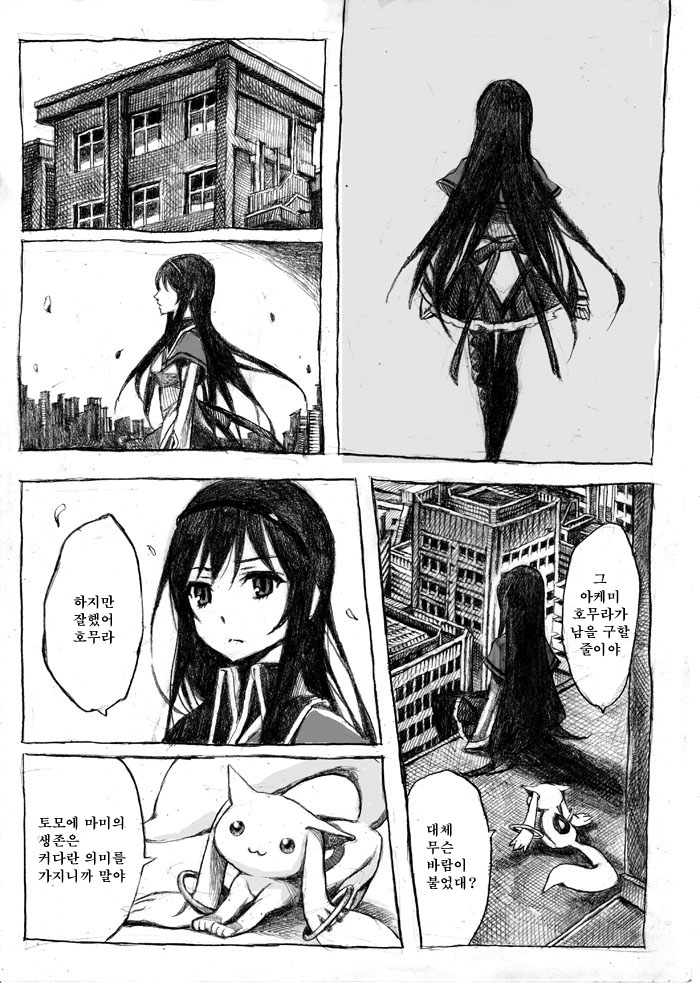 그
아케미
호무라가
남을 구할
줄이야
대체
무슨
바람이
불었대?
하지만
잘했어
호무라
토모에 마미의
생존은
커다란 의미를
가지니까 말야